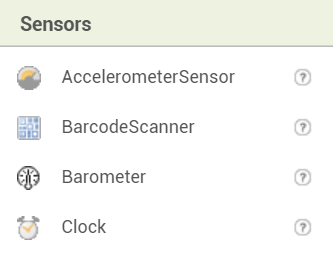 Sensors
AccelerometerSensor ?
BarcodeScanner ?
Barometer ?
Clock ?